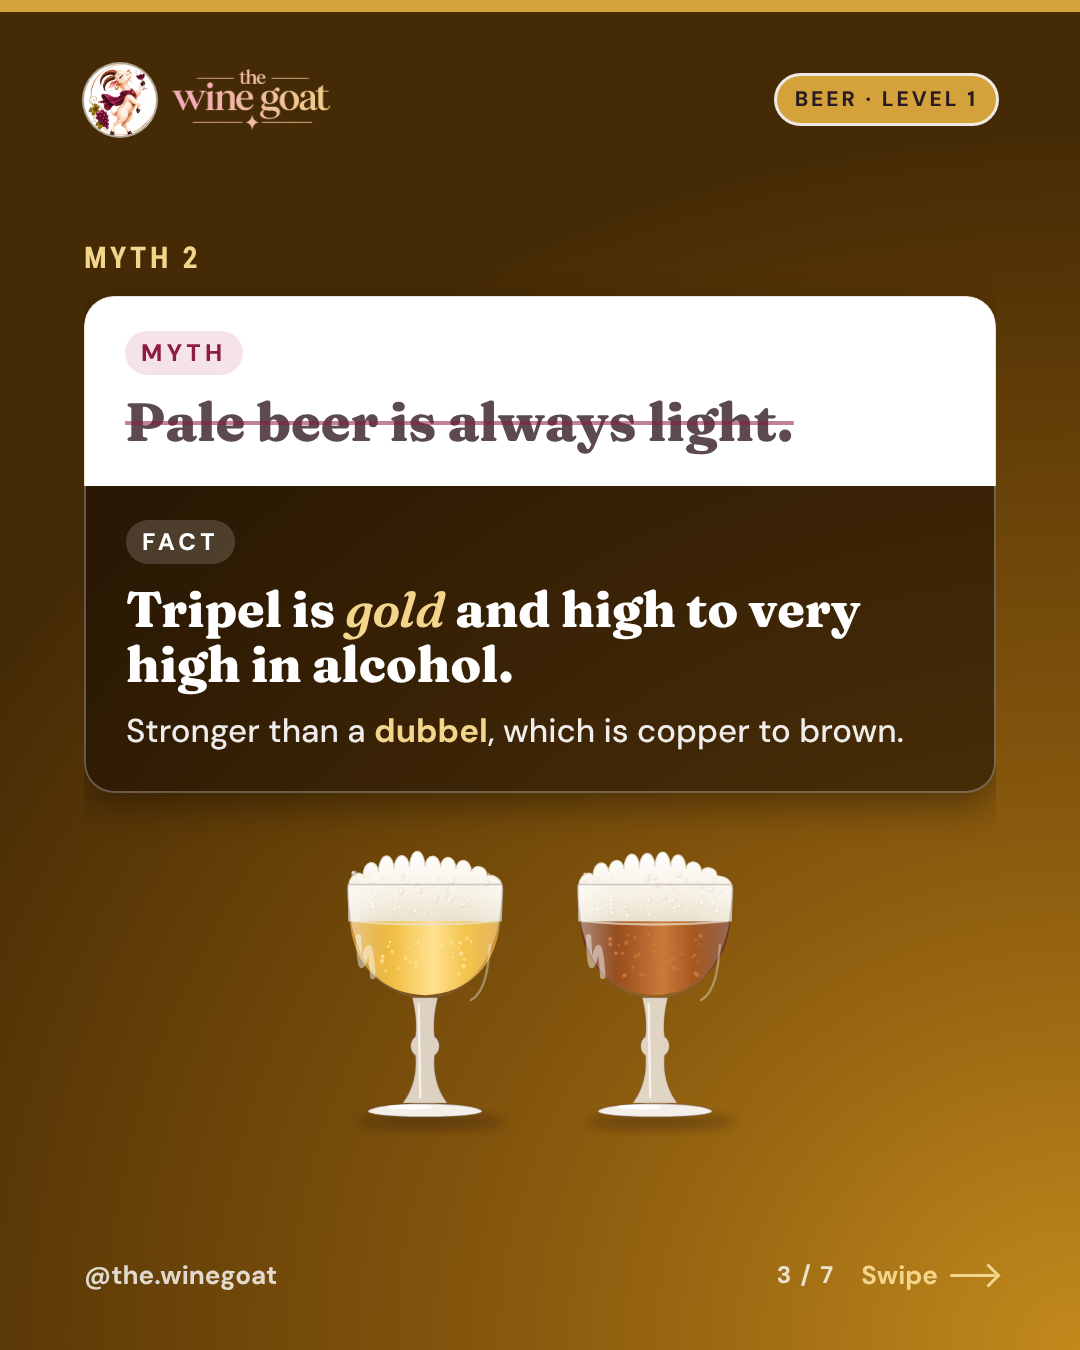 the
wine goat
BEER · LEVEL 1
MYTH 2
MYTH
Pale beer is always light.
FACT
Tripel is gold and high to very
high in alcohol.
Stronger than a dubbel, which is copper to brown.
@the.winegoat
3 / 7
Swipe